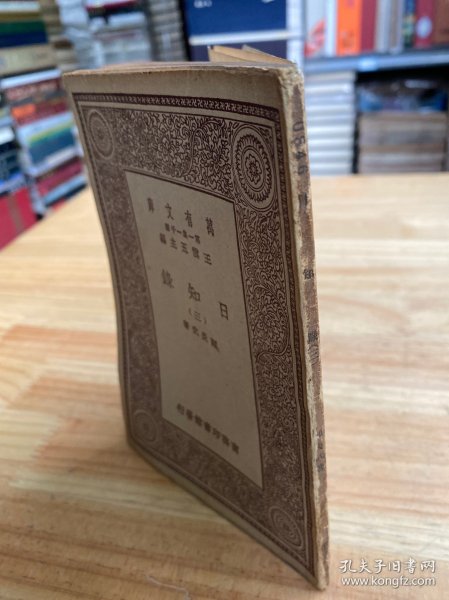 萬有文庫
第一集一千種
王雲五主編
日知錄
(三)
顧炎武著
商務印書館發行
孔夫子旧书网
www.kongfz.com